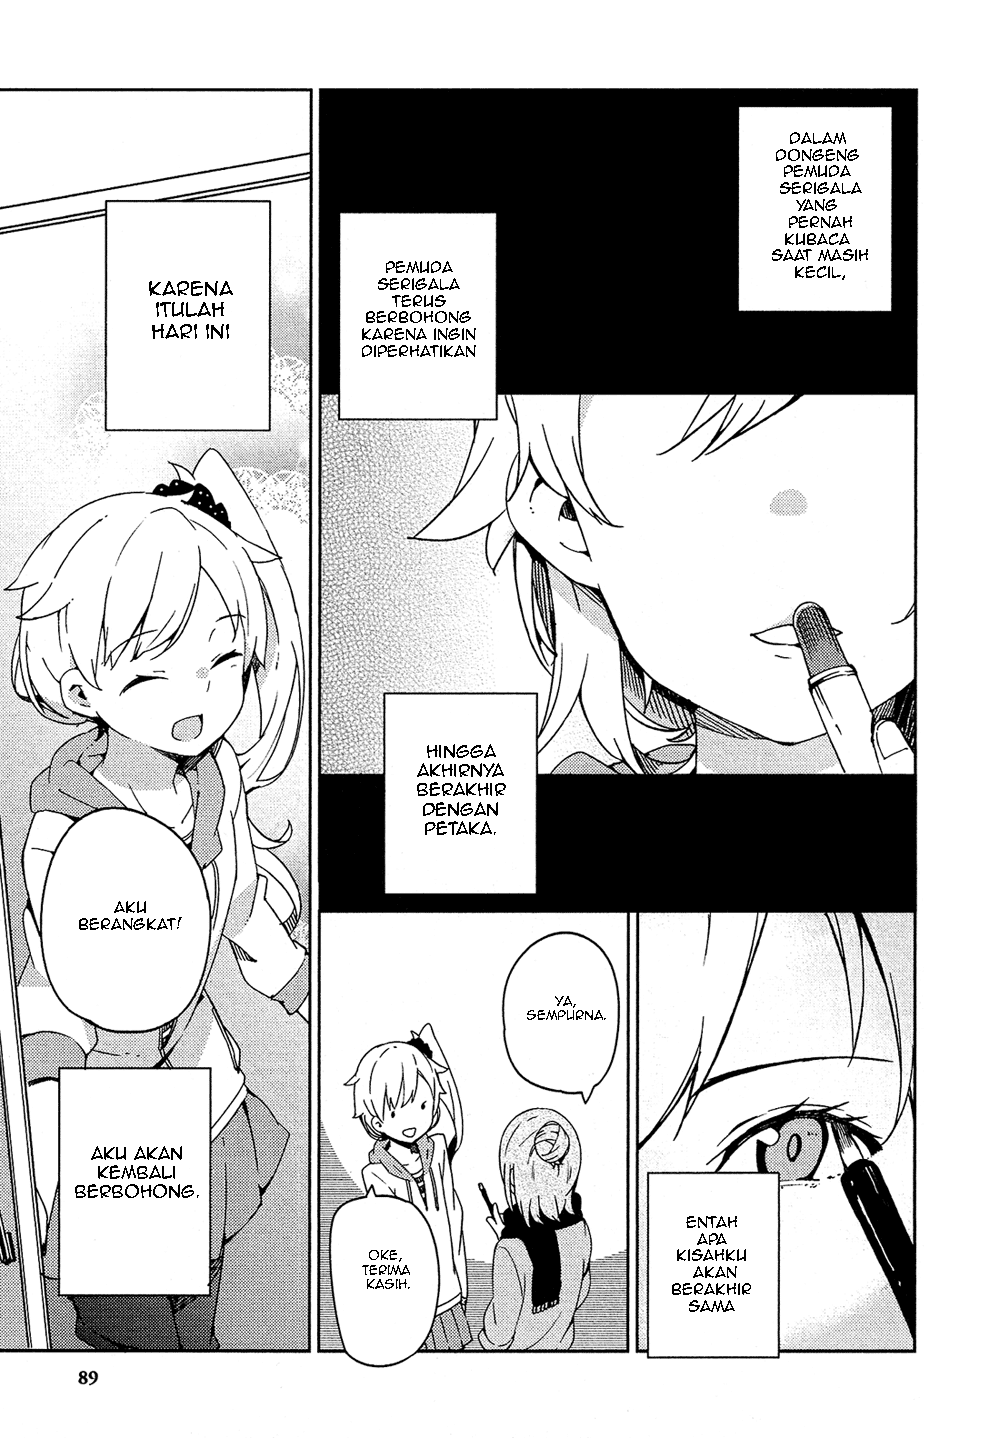 DALAM
DONGENG
PEMUDA
SERIGALA
YANG
PERNAH
KUBACA
SAAT MASIH
KECIL,
PEMUDA
SERIGALA
TERUS
BERBOHONG
KARENA INGIN
DIPERHATIKAN
HINGGA
AKHIRNYA
BERAKHIR
DENGAN
PETAKA.
ENTAH
APA
KISAHKU
AKAN
BERAKHIR
SAMA
YA,
SEMPURNA.
OKE,
TERIMA
KASIH.
KARENA
ITULAH
HARI INI
AKU
BERANGKAT!
AKU AKAN
KEMBALI
BERBOHONG.
89